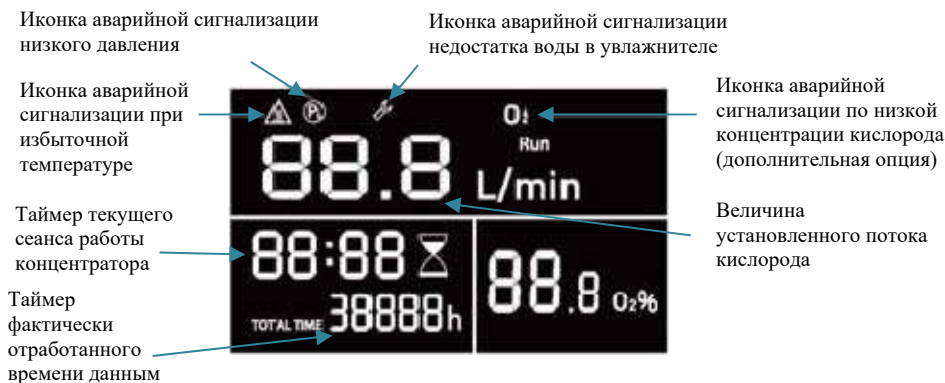 Иконка аварийной сигнализации
низкого давления
Иконка аварийной сигнализации
недостатка воды в увлажнителе
Иконка аварийной
сигнализации при
избыточной
температуре
Иконка аварийной
сигнализации по низкой
концентрации кислорода
(дополнительная опция)
Run
88.8 L/min
Величина
установленного потока
кислорода
Таймер текущего
сеанса работы
концентратора
88:88
88.8 O₂%
TOTAL TIME 38888h
Таймер
фактически
отработанного
времени данным